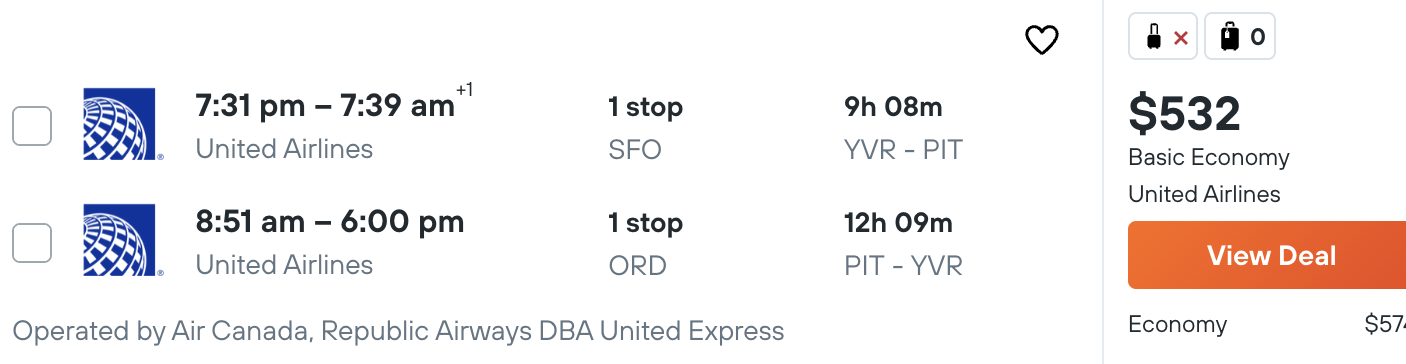 7:31 pm – 7:39 am+1
United Airlines
1 stop
SFO
9h 08m
YVR - PIT
8:51 am – 6:00 pm
United Airlines
1 stop
ORD
12h 09m
PIT - YVR
Operated by Air Canada, Republic Airways DBA United Express
0
$532
Basic Economy
United Airlines
View Deal
Economy